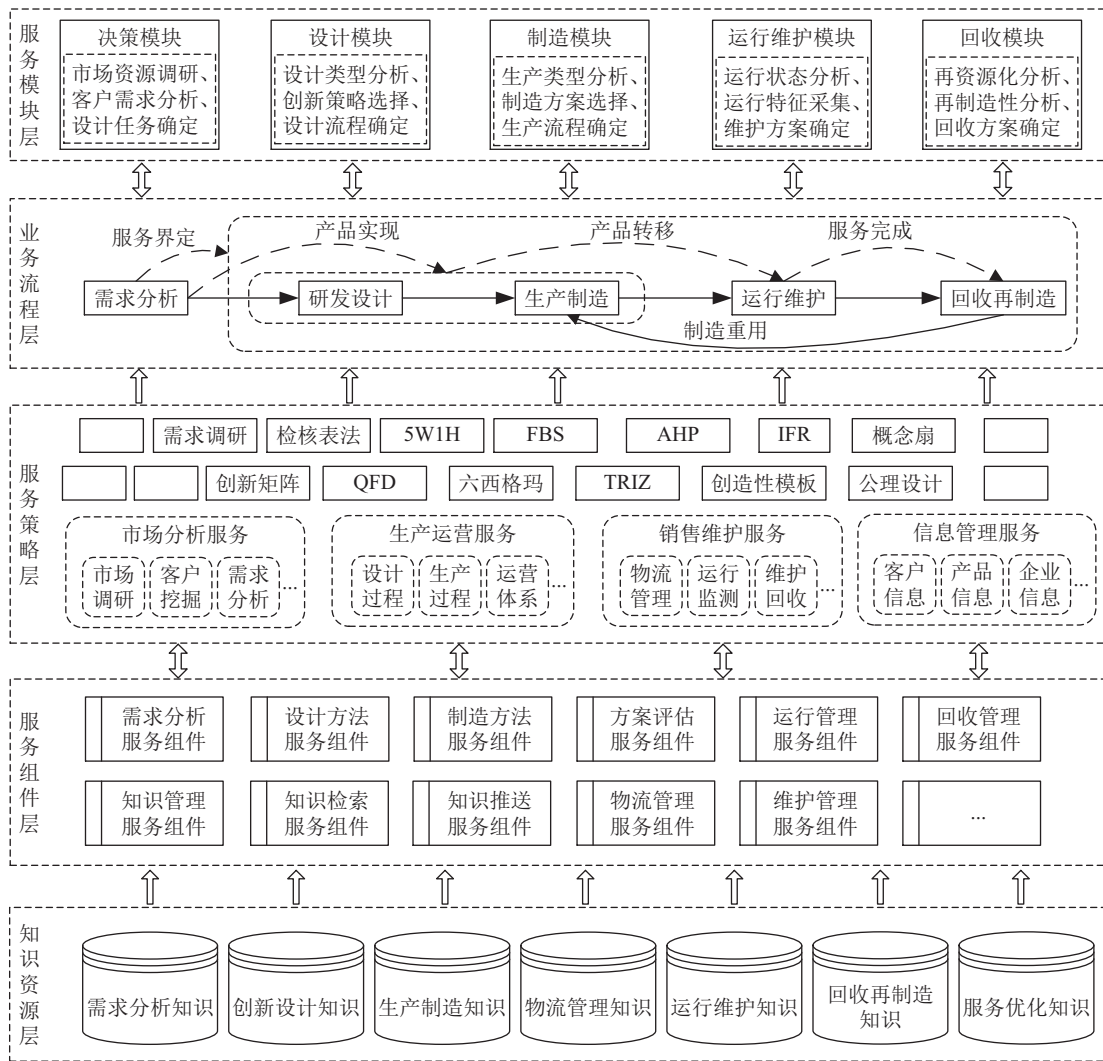 服务模块层
决策模块
市场资源调研、
客户需求分析、
设计任务确定
设计模块
设计类型分析、
创新策略选择、
设计流程确定
制造模块
生产类型分析、
制造方案选择、
生产流程确定
运行维护模块
运行状态分析、
运行特征采集、
维护方案确定
回收模块
再资源化分析、
再制造性分析、
回收方案确定
业务流程层
服务界定
产品实现
产品转移
服务完成
需求分析
研发设计
生产制造
运行维护
回收再制造
制造重用
服务策略层
需求调研
检核表法
5W1H
FBS
AHP
IFR
概念扇
创新矩阵
QFD
六西格玛
TRIZ
创造性模板
公理设计
市场分析服务
市场
调研
客户
挖掘
需求
分析
...
生产运营服务
设计
过程
生产
过程
运营
体系
...
销售维护服务
物流
管理
运行
监测
维护
回收
...
信息管理服务
客户
信息
产品
信息
企业
信息
...
服务组件层
需求分析
服务组件
设计方法
服务组件
制造方法
服务组件
方案评估
服务组件
运行管理
服务组件
回收管理
服务组件
知识管理
服务组件
知识检索
服务组件
知识推送
服务组件
物流管理
服务组件
维护管理
服务组件
...
知识资源层
需求分析知识
创新设计知识
生产制造知识
物流管理知识
运行维护知识
回收再制造
知识
服务优化知识